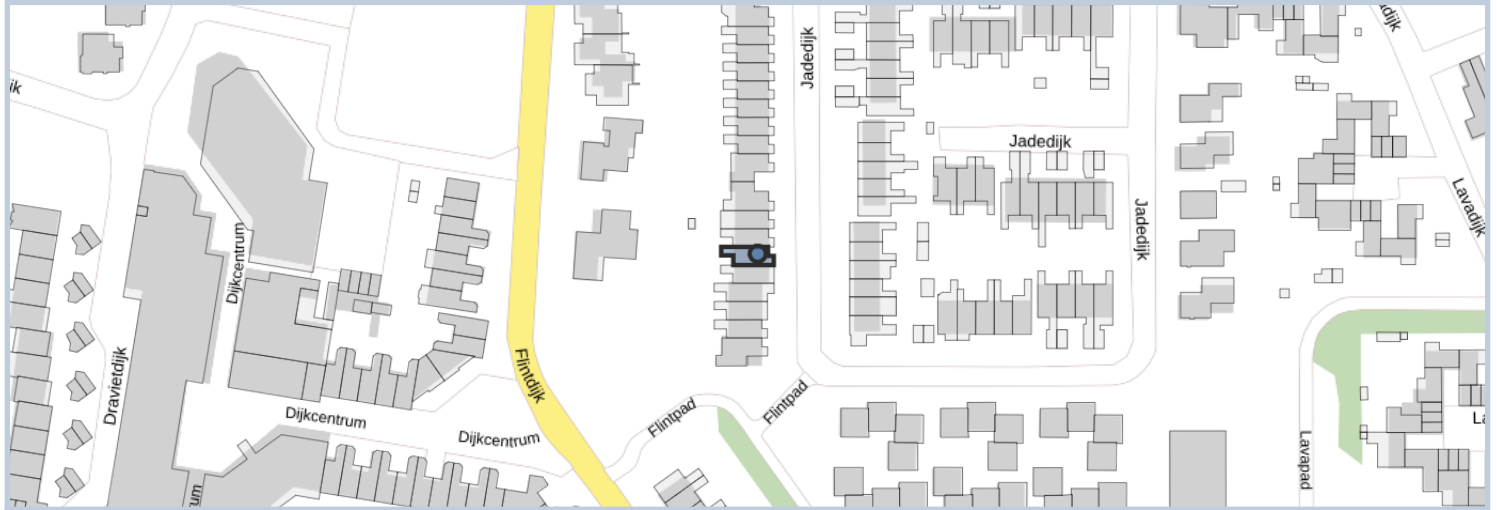 Jadedijk
Jadedijk
Jadedijk
Lavadijk
Dijkcentrum
Dravietdijk
Flintdijk
Dijkcentrum
Dijkcentrum
Flintpad
Flintpad
Lavapad